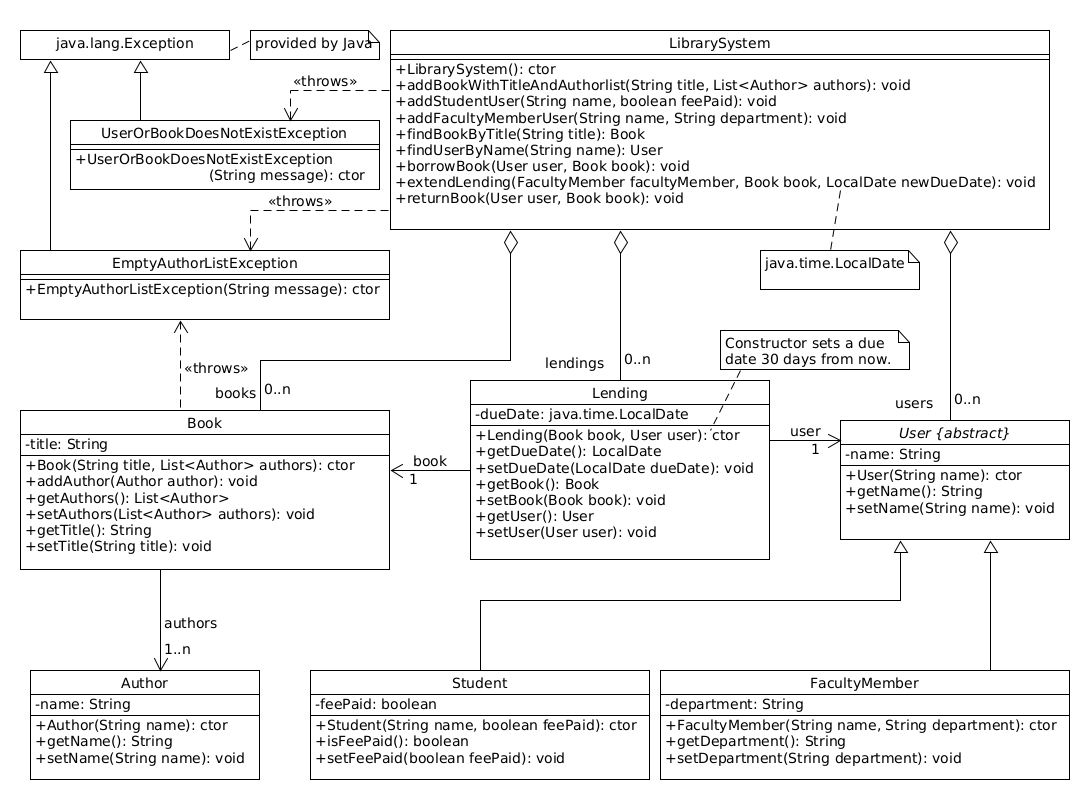 java.lang.Exception
provided by Java
LibrarySystem
+LibrarySystem(): ctor
+addBookWithTitleAndAuthorlist(String title, List<Author> authors): void
+addStudentUser(String name, boolean feePaid): void
+addFacultyMemberUser(String name, String department): void
+findBookByTitle(String title): Book
+findUserByName(String name): User
+borrowBook(User user, Book book): void
+extendLending(FacultyMember facultyMember, Book book, LocalDate newDueDate): void
+returnBook(User user, Book book): void
«throws»
UserOrBookDoesNotExistException
+UserOrBookDoesNotExistException
(String message): ctor
«throws»
EmptyAuthorListException
+EmptyAuthorListException(String message): ctor
java.time.LocalDate
Constructor sets a due
date 30 days from now.
«throws»
books
0..n
lendings
0..n
users
0..n
Book
-title: String
+Book(String title, List<Author> authors): ctor
+addAuthor(Author author): void
+getAuthors(): List<Author>
+setAuthors(List<Author> authors): void
+getTitle(): String
+setTitle(String title): void
book
1
Lending
-dueDate: java.time.LocalDate
+Lending(Book book, User user): ctor
+getDueDate(): LocalDate
+setDueDate(LocalDate dueDate): void
+getBook(): Book
+setBook(Book book): void
+getUser(): User
+setUser(User user): void
user
1
User {abstract}
-name: String
+User(String name): ctor
+getName(): String
+setName(String name): void
authors
1..n
Author
-name: String
+Author(String name): ctor
+getName(): String
+setName(String name): void
Student
-feePaid: boolean
+Student(String name, boolean feePaid): ctor
+isFeePaid(): boolean
+setFeePaid(boolean feePaid): void
FacultyMember
-department: String
+FacultyMember(String name, String department): ctor
+getDepartment(): String
+setDepartment(String department): void